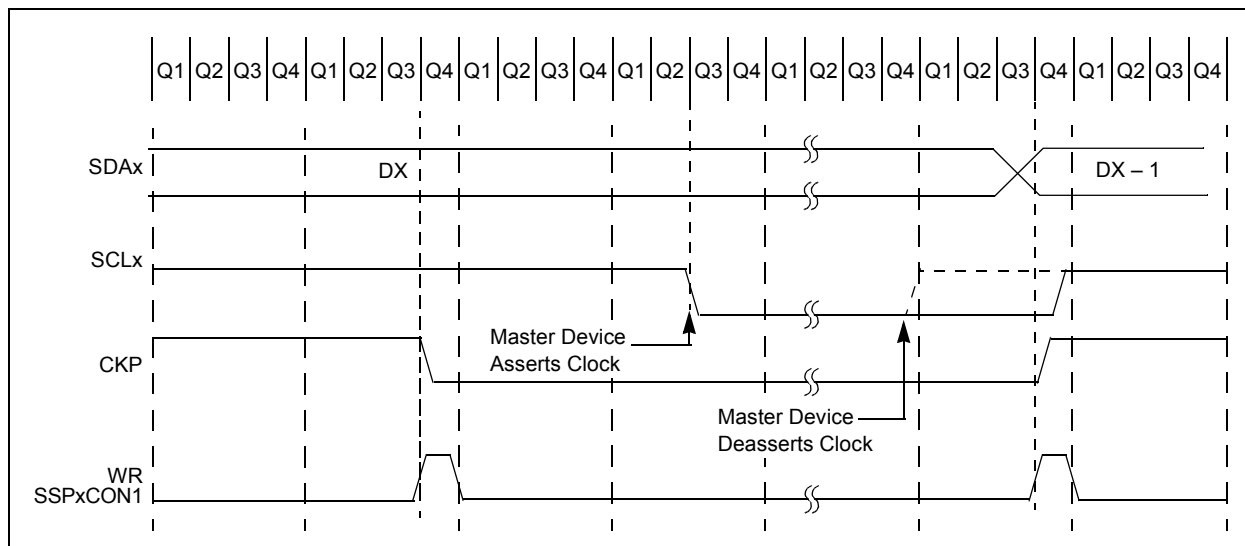 Q1 Q2 Q3 Q4 Q1 Q2 Q3 Q4 Q1 Q2 Q3 Q4 Q1 Q2 Q3 Q4 Q1 Q2 Q3 Q4 Q1 Q2 Q3 Q4 Q1 Q2 Q3 Q4
SDAx
DX
DX – 1
SCLx
Master Device
Asserts Clock
CKP
Master Device
Deasserts Clock
WR
SSPxCON1